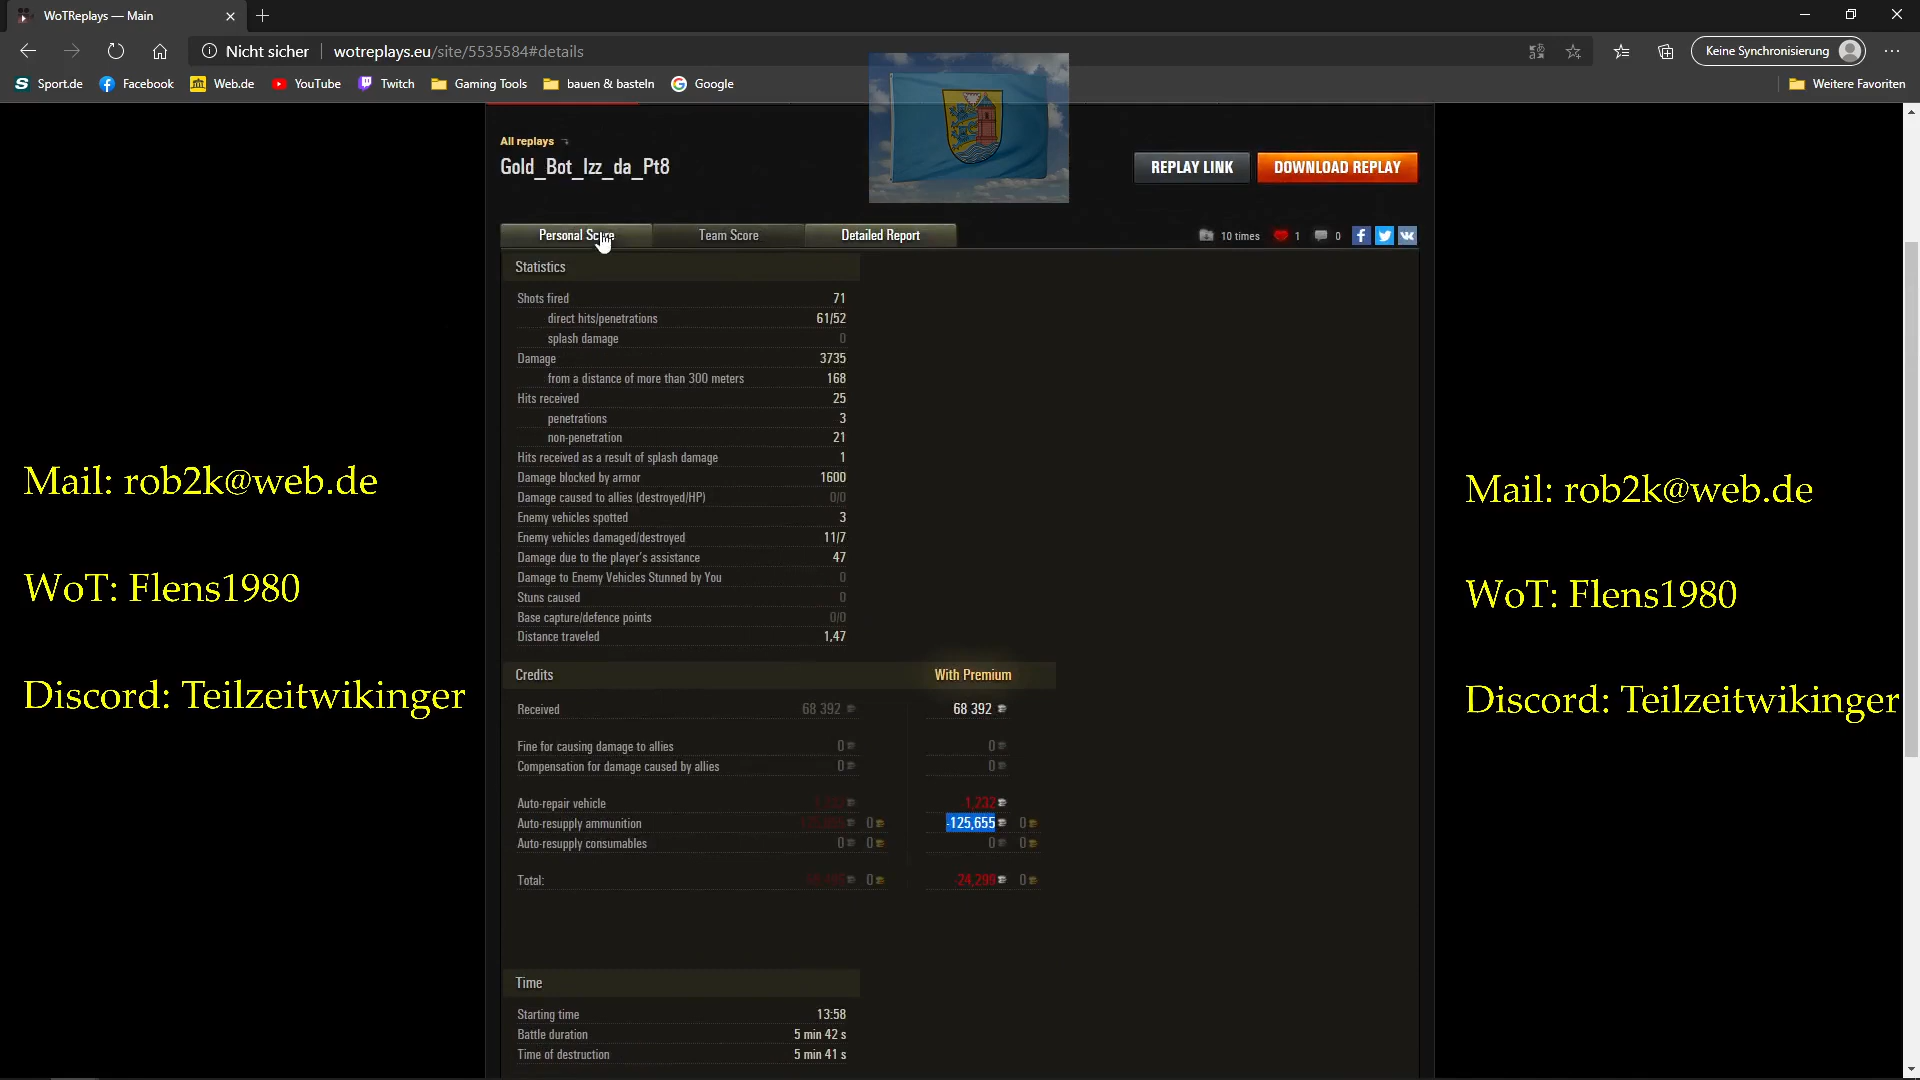 WoTReplays — Main
Nicht sicher wotreplays.eu/site/5535584#details Keine Synchronisierung
Sport.de Facebook Web.de YouTube Twitch Gaming Tools bauen & basteln Google Weitere Favoriten
All replays
Gold_Bot_Izz_da_Pt8
REPLAY LINK DOWNLOAD REPLAY
Personal Score Team Score Detailed Report 10 times 1 0
Statistics
Shots fired 71
direct hits/penetrations 61/52
splash damage 0
Damage 3735
from a distance of more than 300 meters 168
Hits received 25
penetrations 3
non-penetration 21
Hits received as a result of splash damage 1
Damage blocked by armor 1600
Damage caused to allies (destroyed/HP) 0/0
Enemy vehicles spotted 3
Enemy vehicles damaged/destroyed 11/7
Damage due to the player's assistance 47
Damage to Enemy Vehicles Stunned by You 0
Stuns caused 0
Base capture/defence points 0/0
Distance traveled 1,47
Credits With Premium
Received 68 392 68 392
Fine for causing damage to allies 0 0
Compensation for damage caused by allies 0 0
Auto-repair vehicle -1,232
Auto-resupply ammunition 0 -125,655 0
Auto-resupply consumables 0 0 0 0
Total: 0 -24,299 0
Time
Starting time 13:58
Battle duration 5 min 42 s
Time of destruction 5 min 41 s
Mail: rob2k@web.de
WoT: Flens1980
Discord: Teilzeitwikinger
Mail: rob2k@web.de
WoT: Flens1980
Discord: Teilzeitwikinger